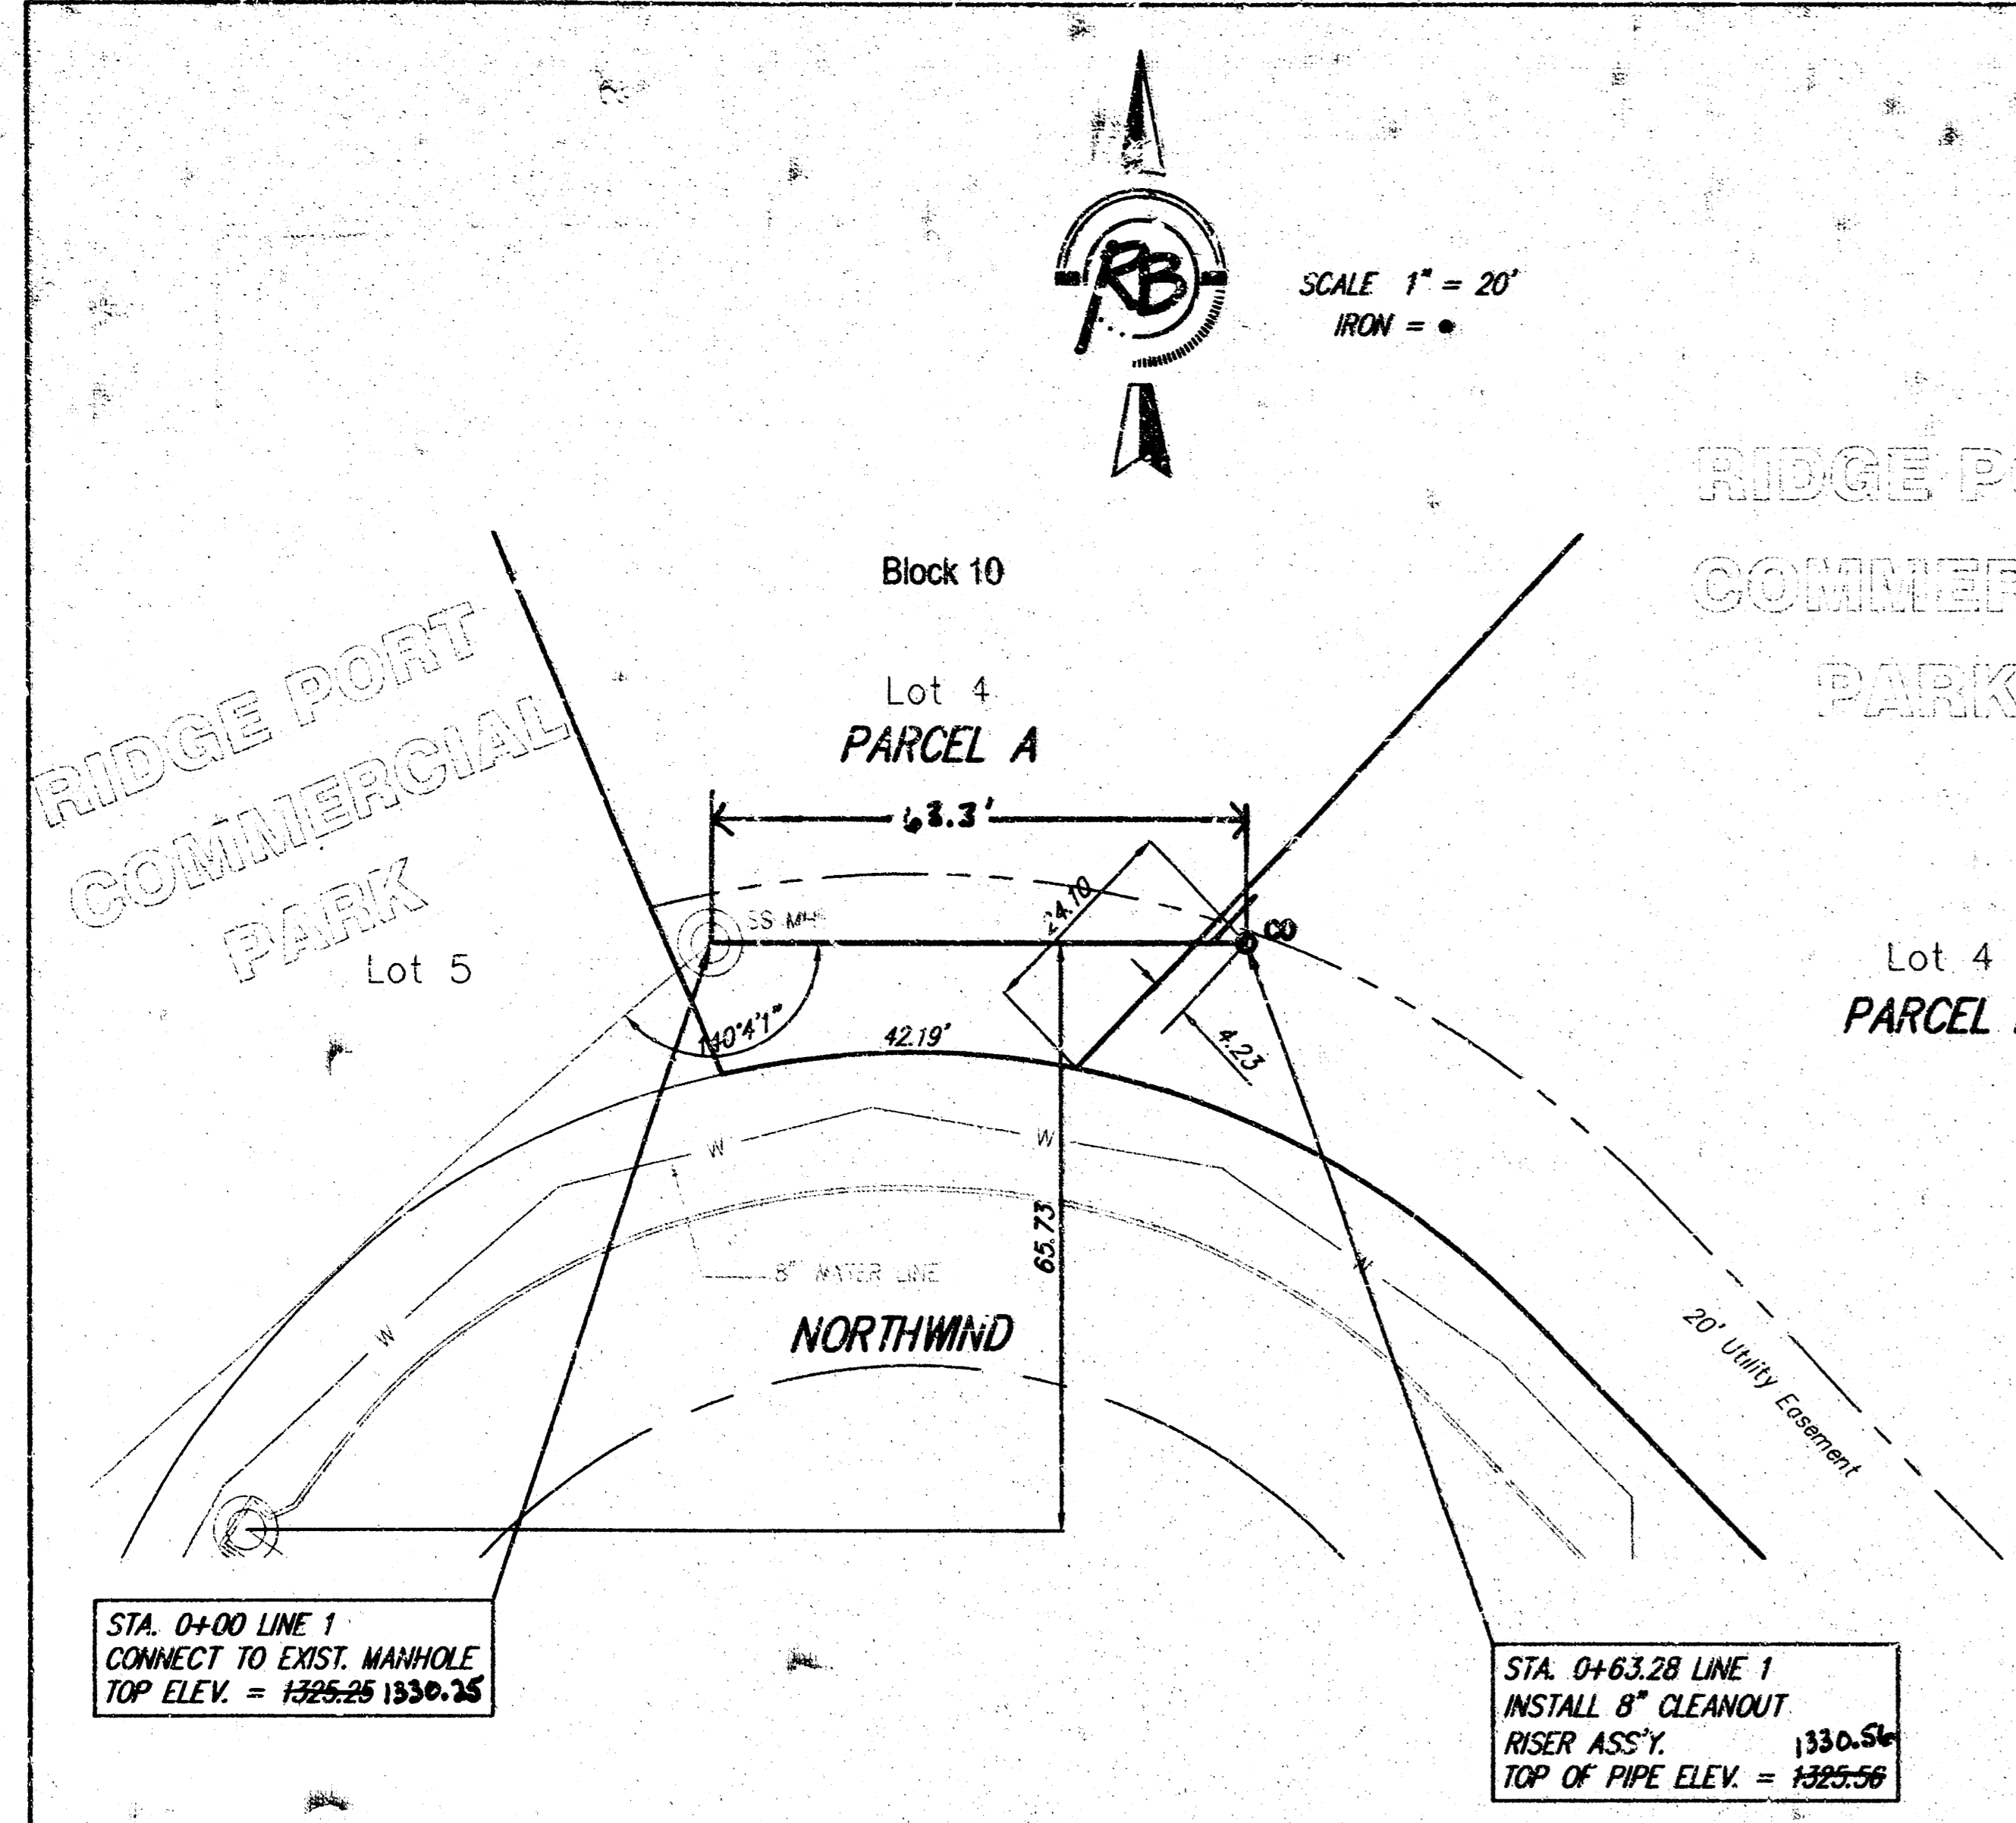 RB
SCALE 1" = 20'
IRON = ●
RIDGE
COMMER
PARK
Block 10
Lot 4
PARCEL A
RIDGE PORT
COMMERCIAL
PARK
Lot 5
63.3'
SS MH
24.10
CO
140°4'1"
42.19'
4.23
Lot 4
PARCEL
W
W
W
W
65.73
8" WATER LINE
NORTHWIND
20' Utility Easement
STA. 0+00 LINE 1
CONNECT TO EXIST. MANHOLE
TOP ELEV. = 1325.25 1330.25
STA. 0+63.28 LINE 1
INSTALL 8" CLEANOUT
RISER ASS'Y. 1330.56
TOP OF PIPE ELEV. = 1325.56